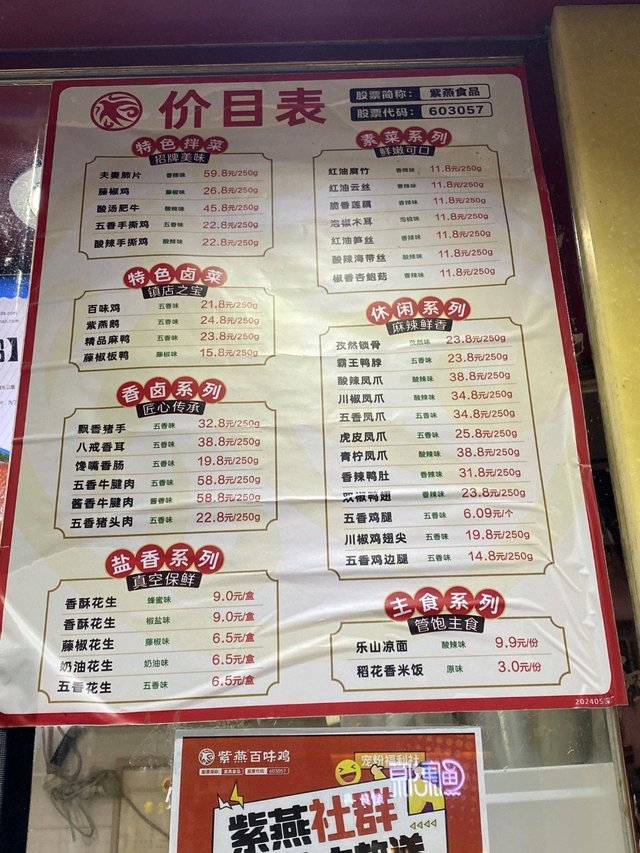 价目表
股票简称： 紫燕食品
股票代码： 603057
特色拌菜
招牌美味
夫妻肺片 香辣味 59.8元/250g
藤椒鸡 藤椒味 26.8元/250g
酸汤肥牛 酸辣味 45.8元/250g
五香手撕鸡 五香味 22.8元/250g
酸辣手撕鸡 酸辣味 22.8元/250g
特色卤菜
镇店之宝
百味鸡 五香味 21.8元/250g
紫燕鹅 五香味 24.8元/250g
精品麻鸭 五香味 23.8元/250g
藤椒板鸭 藤椒味 15.8元/250g
香卤系列
匠心传承
飘香猪手 五香味 32.8元/250g
八戒香耳 五香味 38.8元/250g
馋嘴香肠 五香味 19.8元/250g
五香牛腱肉 五香味 58.8元/250g
酱香牛腱肉 酱香味 58.8元/250g
五香猪头肉 五香味 22.8元/250g
盐香系列
真空保鲜
香酥花生 蜂蜜味 9.0元/盒
香酥花生 椒盐味 9.0元/盒
藤椒花生 藤椒味 6.5元/盒
奶油花生 奶油味 6.5元/盒
五香花生 五香味 6.5元/盒
素菜系列
鲜嫩可口
红油腐竹 香辣味 11.8元/250g
红油云丝 香辣味 11.8元/250g
脆香莲藕 香辣味 11.8元/250g
泡椒木耳 泡椒味 11.8元/250g
红油笋丝 香辣味 11.8元/250g
酸辣海带丝 酸辣味 11.8元/250g
椒香杏鲍菇 香辣味 11.8元/250g
休闲系列
麻辣鲜香
孜然锁骨 孜然味 23.8元/250g
霸王鸭脖 五香味 23.8元/250g
酸辣凤爪 酸辣味 38.8元/250g
川椒凤爪 香辣味 34.8元/250g
五香凤爪 五香味 34.8元/250g
虎皮凤爪 五香味 25.8元/250g
青柠凤爪 酸辣味 38.8元/250g
香辣鸭肚 香辣味 31.8元/250g
椒鸭翅 香辣味 23.8元/250g
五香鸡腿 五香味 6.09元/个
川椒鸡翅尖 五香味 19.8元/250g
五香鸡边腿 五香味 14.8元/250g
主食系列
管饱主食
乐山凉面 酸辣味 9.9元/份
稻花香米饭 原味 3.0元/份
紫燕百味鸡
股票简称： 紫燕食品 股票代码： 603057
宠粉福利社
紫燕社群